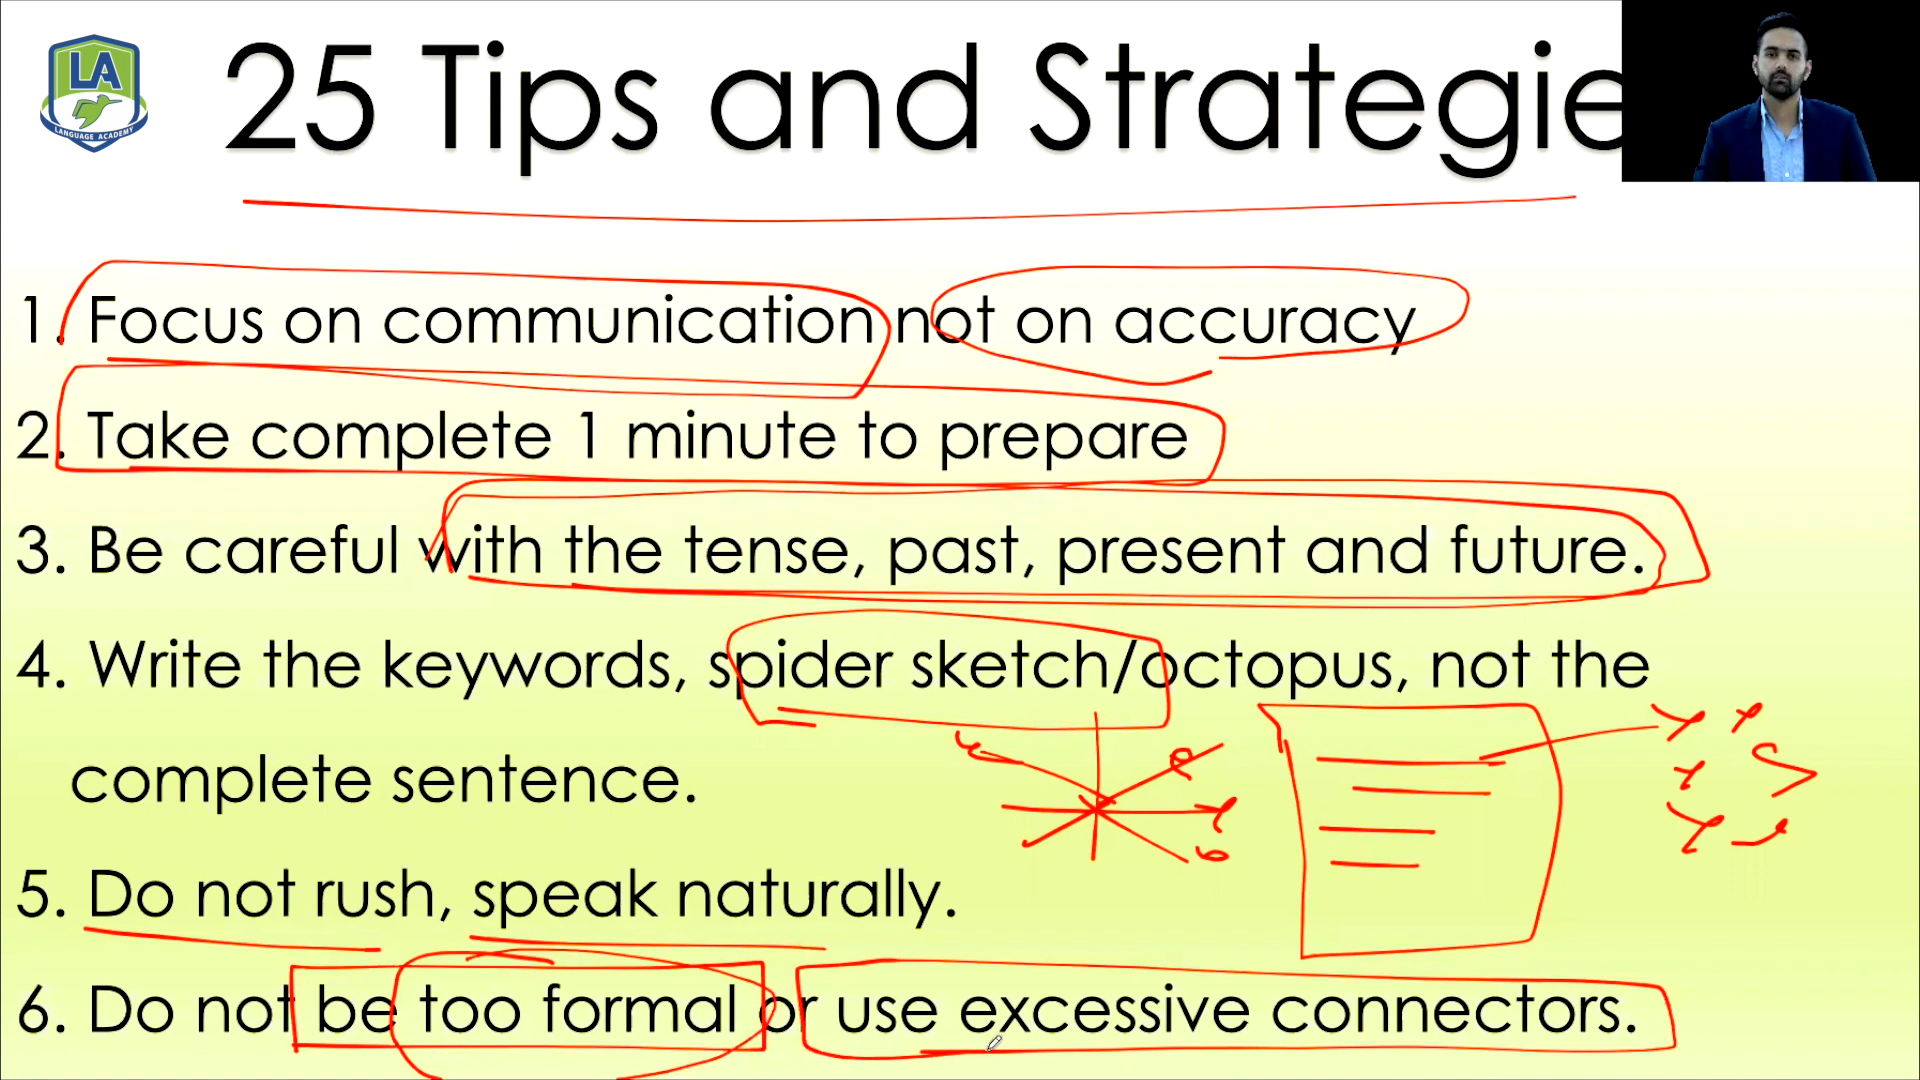 LA
LANGUAGE ACADEMY
25 Tips and Strategie
1. Focus on communication not on accuracy
2. Take complete 1 minute to prepare
3. Be careful with the tense, past, present and future.
4. Write the keywords, spider sketch/octopus, not the
complete sentence.
5. Do not rush, speak naturally.
6. Do not be too formal or use excessive connectors.